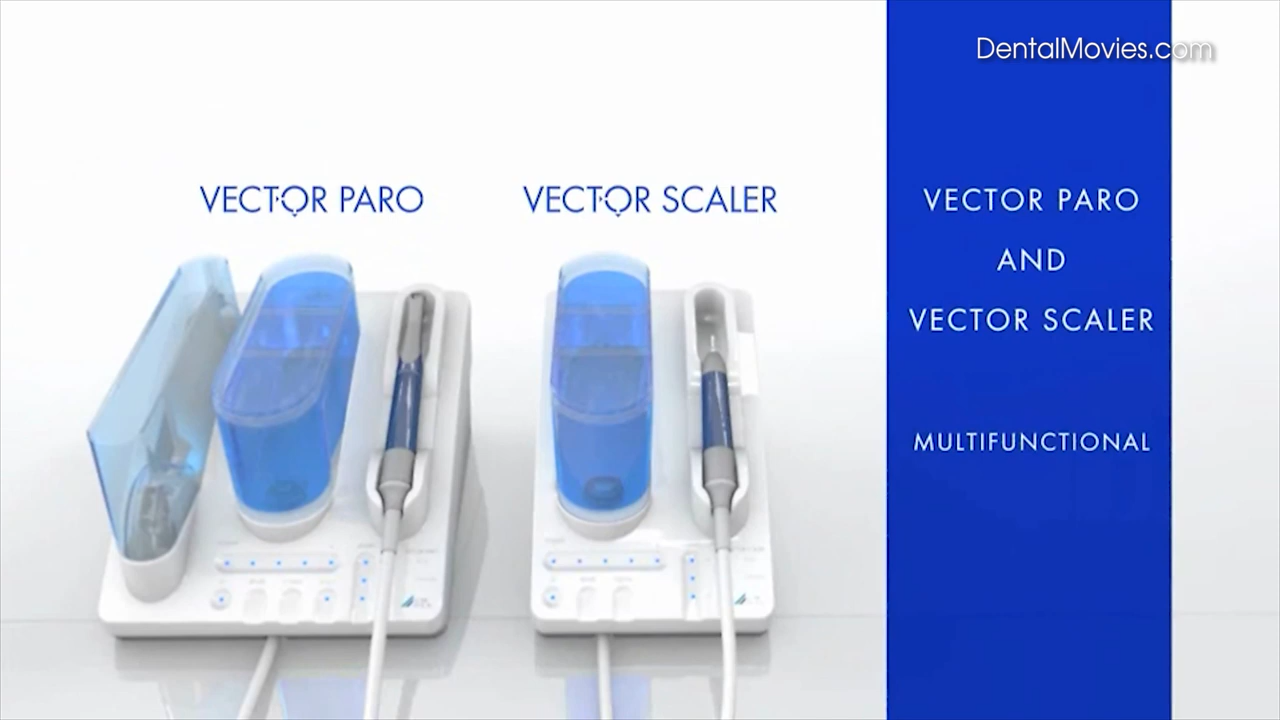 DentalMovies.com
VECTOR PARO
VECTOR SCALER
VECTOR PARO
AND
VECTOR SCALER
MULTIFUNCTIONAL